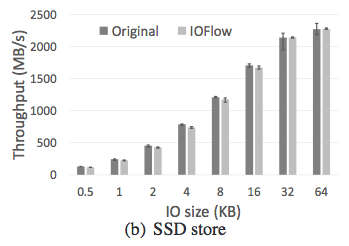 2500
Original IOFlow
2000
1500
1000
500
0
Throughput (MB/s)
0.5 1 2 4 8 16 32 64
IO size (KB)
(b) SSD store